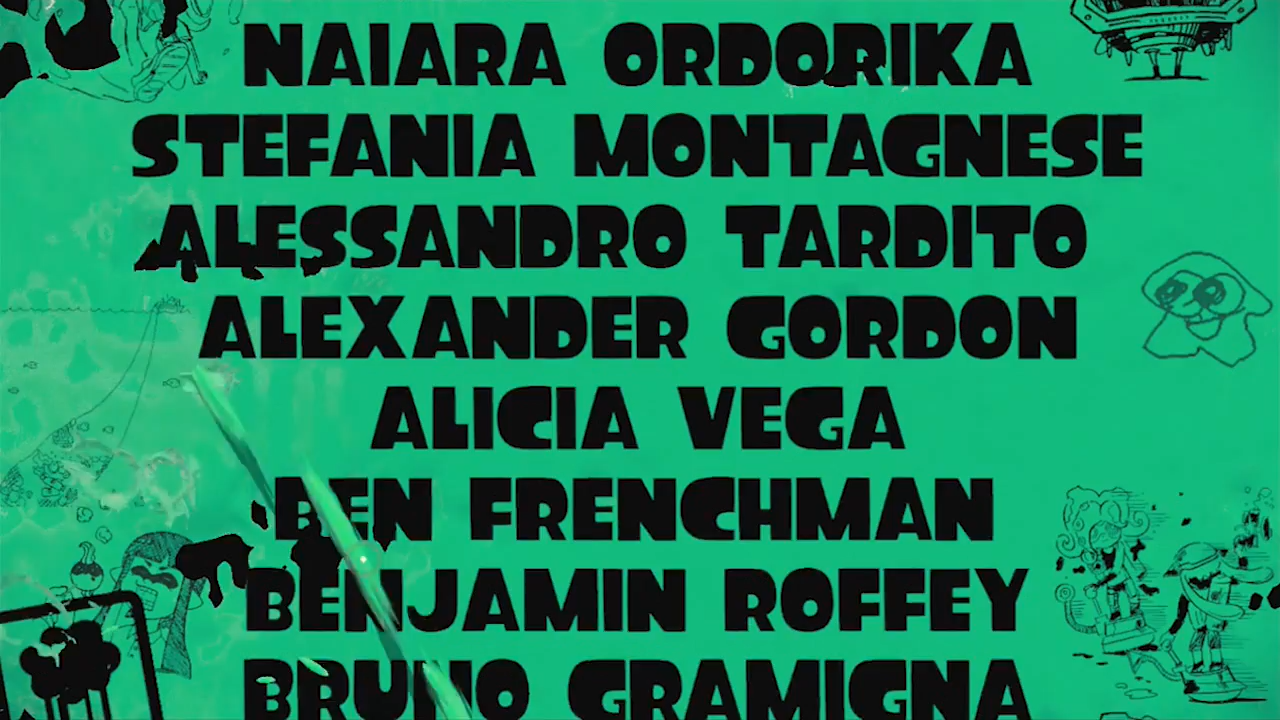 NAIARA ORDORIKA
STEFANIA MONTAGNESE
ALESSANDRO TARDITO
ALEXANDER GORDON
ALICIA VEGA
BEN FRENCHMAN
BENJAMIN ROFFEY
BRUNO GRAMIGNA